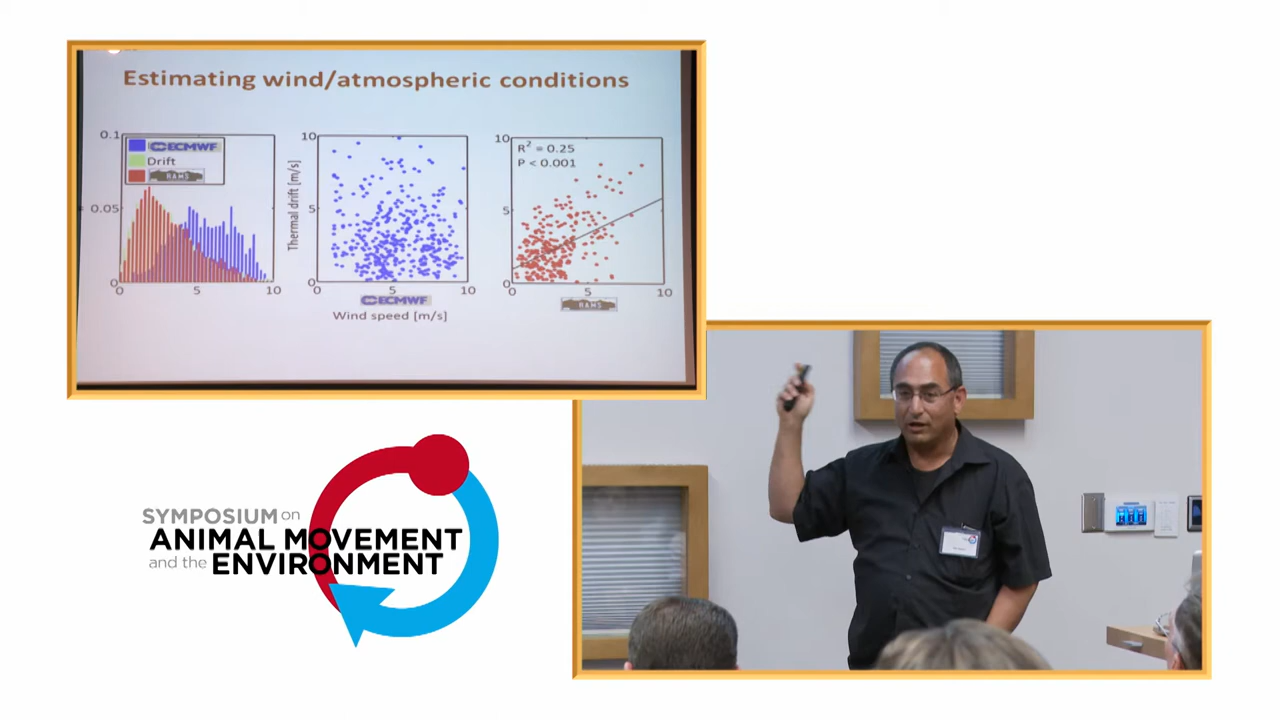 Estimating wind/atmospheric conditions
0.1
0.05
0
0
5
10
ECMWF
Drift
RAMS
Thermal drift [m/s]
10
5
0
0
5
10
ECMWF
Wind speed [m/s]
10
5
0
R² = 0.25
P < 0.001
0
5
10
RAMS
SYMPOSIUM on
ANIMAL MOVEMENT
and the ENVIRONMENT